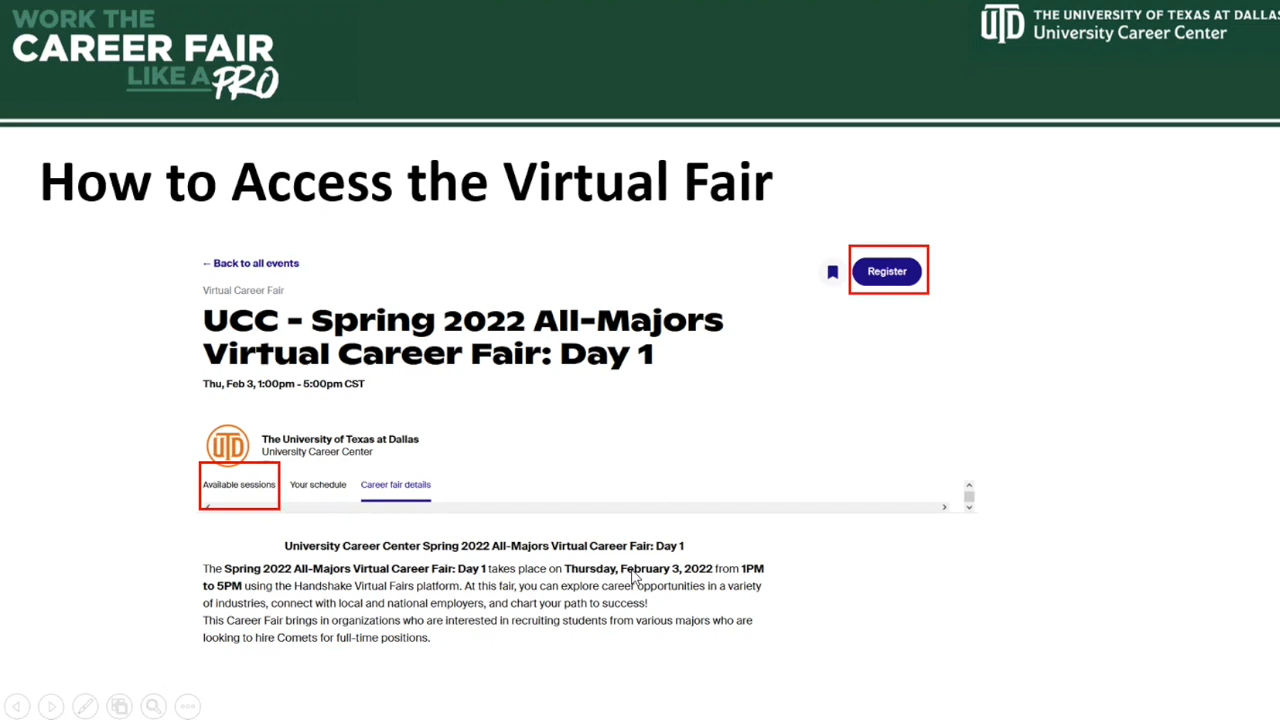 WORK THE
CAREER FAIR
LIKE A PRO
UTD
THE UNIVERSITY OF TEXAS AT DALLAS
University Career Center
How to Access the Virtual Fair
← Back to all events
Register
Virtual Career Fair
UCC - Spring 2022 All-Majors
Virtual Career Fair: Day 1
Thu, Feb 3, 1:00pm - 5:00pm CST
UTD
The University of Texas at Dallas
University Career Center
Available sessions Your schedule Career fair details
University Career Center Spring 2022 All-Majors Virtual Career Fair: Day 1
The Spring 2022 All-Majors Virtual Career Fair: Day 1 takes place on Thursday, February 3, 2022 from 1PM
to 5PM using the Handshake Virtual Fairs platform. At this fair, you can explore career opportunities in a variety
of industries, connect with local and national employers, and chart your path to success!
This Career Fair brings in organizations who are interested in recruiting students from various majors who are
looking to hire Comets for full-time positions.